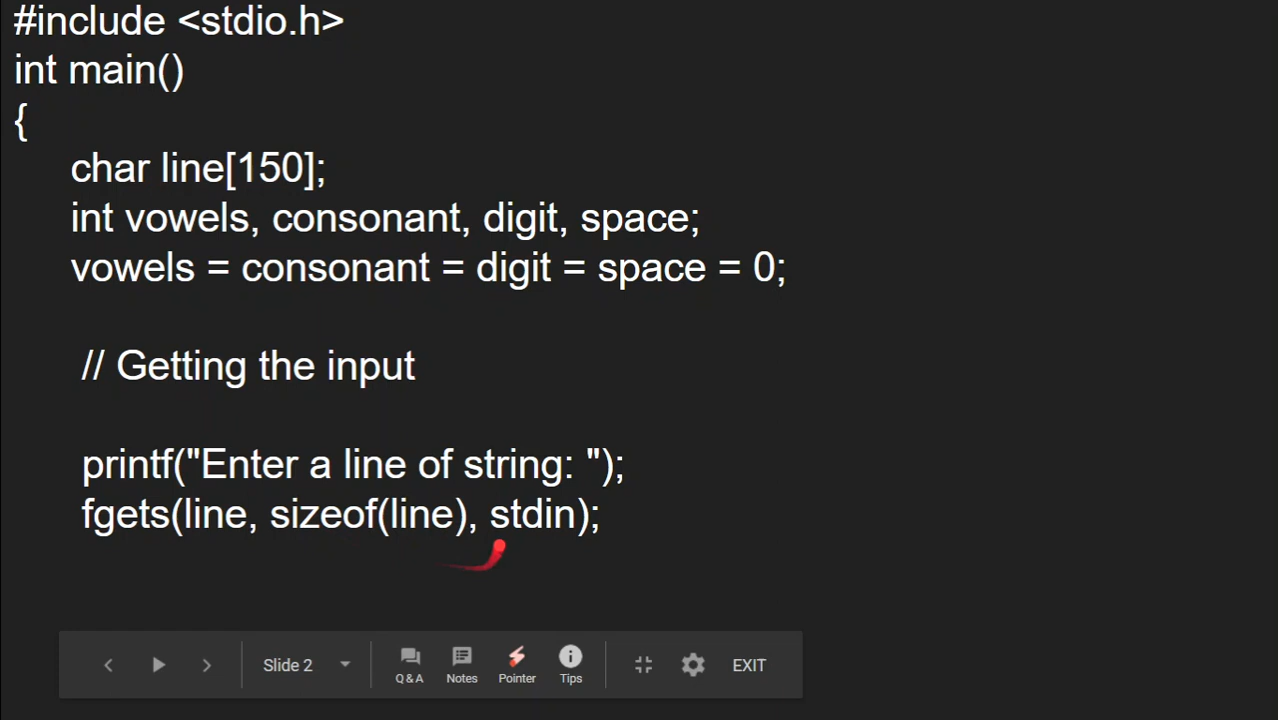 #include <stdio.h>
int main()
{
char line[150];
int vowels, consonant, digit, space;
vowels = consonant = digit = space = 0;
// Getting the input
printf("Enter a line of string: ");
fgets(line, sizeof(line), stdin);
Slide 2
Q&A Notes Pointer Tips
EXIT